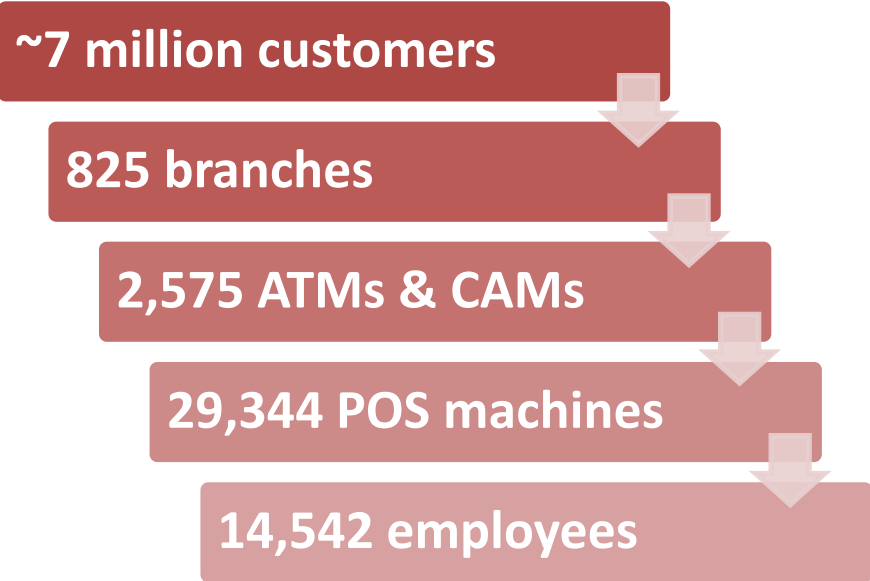 ~7 million customers
825 branches
2,575 ATMs & CAMs
29,344 POS machines
14,542 employees